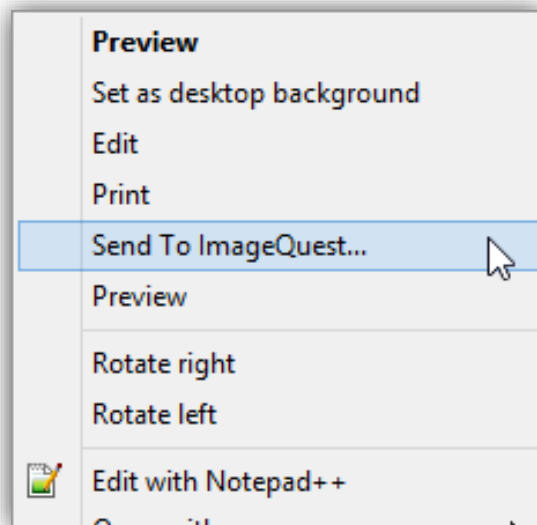 Preview
Set as desktop background
Edit
Print
Send To ImageQuest...
Preview
Rotate right
Rotate left
Edit with Notepad++